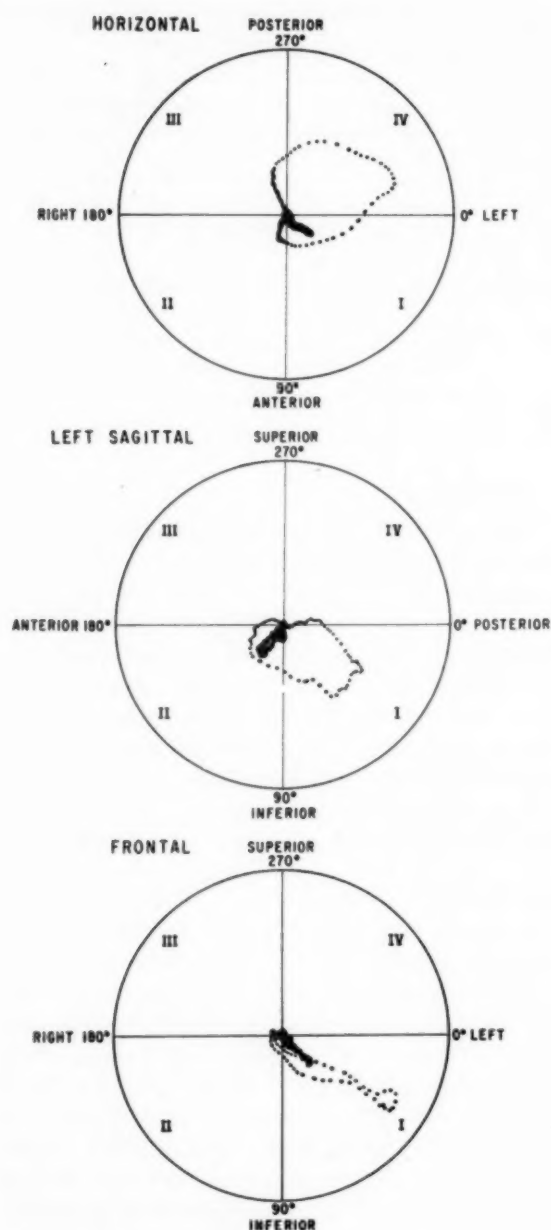 HORIZONTAL
POSTERIOR
270°
III
IV
RIGHT 180°
0° LEFT
II
I
90°
ANTERIOR
LEFT SAGITTAL
SUPERIOR
270°
III
IV
ANTERIOR 180°
0° POSTERIOR
II
I
90°
INFERIOR
FRONTAL
SUPERIOR
270°
III
IV
RIGHT 180°
0° LEFT
II
I
90°
INFERIOR